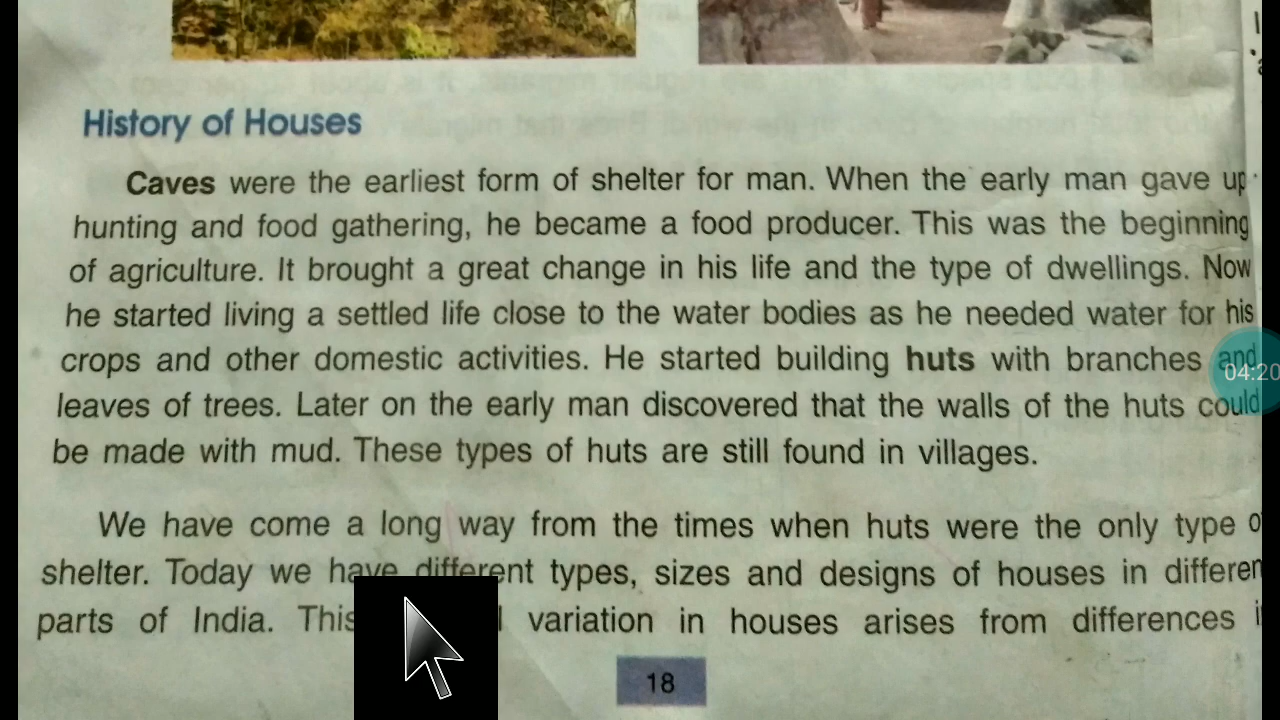 History of Houses
Caves were the earliest form of shelter for man. When the early man gave up
hunting and food gathering, he became a food producer. This was the beginning
of agriculture. It brought a great change in his life and the type of dwellings. Now
he started living a settled life close to the water bodies as he needed water for his
crops and other domestic activities. He started building huts with branches and
04:20
leaves of trees. Later on the early man discovered that the walls of the huts could
be made with mud. These types of huts are still found in villages.
We have come a long way from the times when huts were the only type
shelter. Today we have different types, sizes and designs of houses in differen
parts of India. This variation in houses arises from differences
18